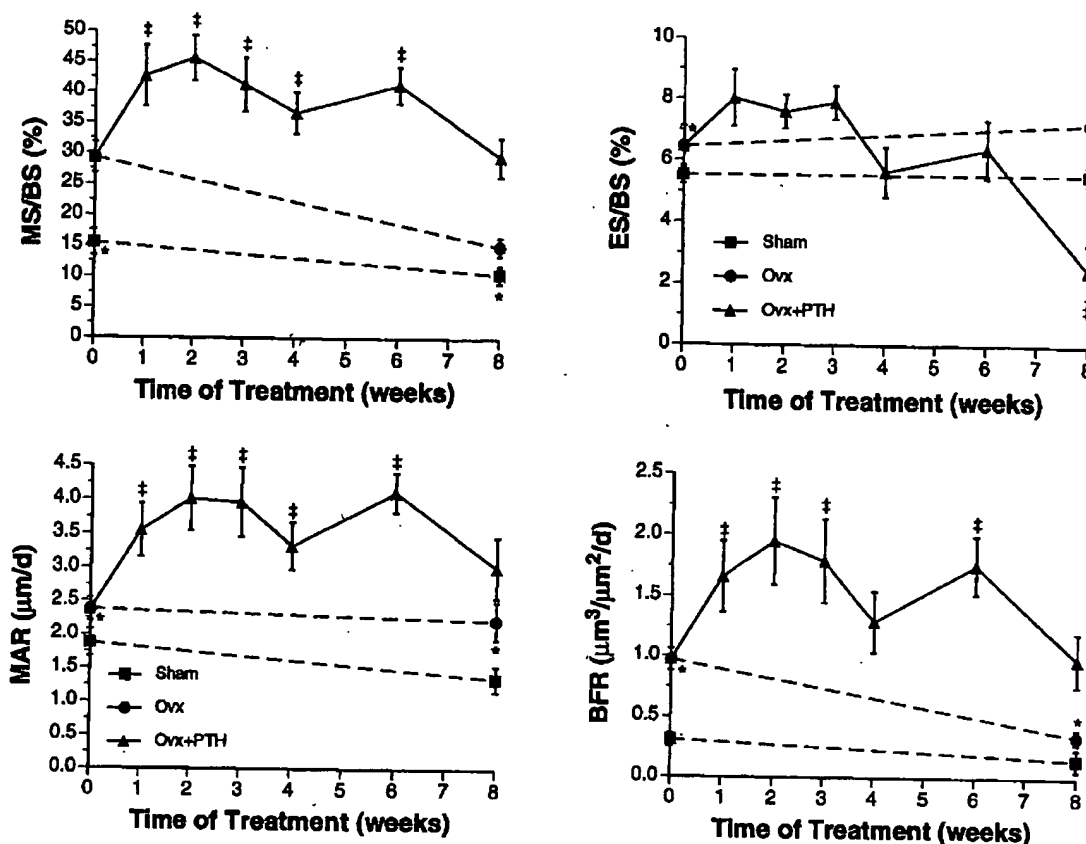 MS/BS (%)
50
45
40
35
30
25
20
15
10
5
0
‡ ‡ ‡ ‡ ‡
*
*
0 1 2 3 4 5 6 7 8
Time of Treatment (weeks)
ES/BS (%)
10
8
6
4
2
0
*
Sham
Ovx
Ovx+PTH
0 1 2 3 4 5 6 7 8
Time of Treatment (weeks)
MAR (μm/d)
4.5
4.0
3.5
3.0
2.5
2.0
1.5
1.0
0.5
0.0
‡ ‡ ‡ ‡ ‡
*
*
Sham
Ovx
Ovx+PTH
0 1 2 3 4 5 6 7 8
Time of Treatment (weeks)
BFR (μm³/μm²/d)
2.5
2.0
1.5
1.0
0.5
0.0
‡ ‡ ‡ ‡
*
*
0 1 2 3 4 5 6 7 8
Time of Treatment (weeks)